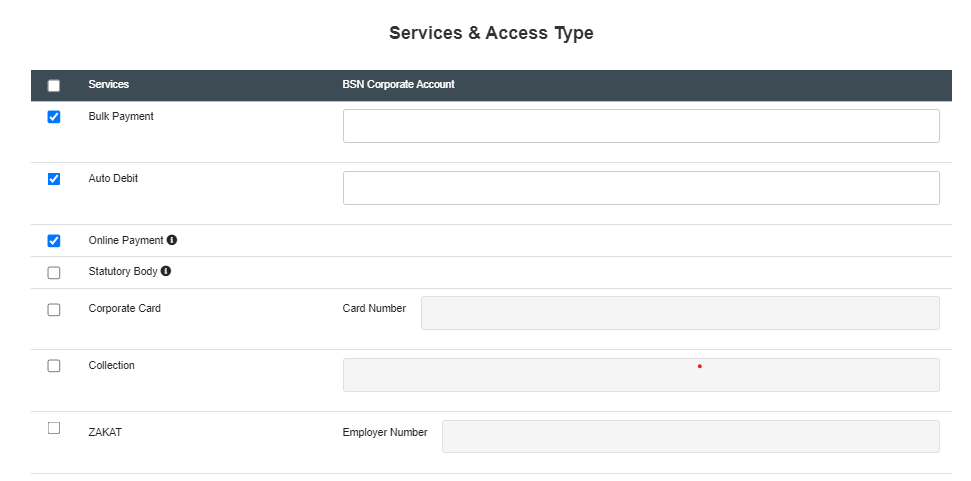 Services & Access Type
Services BSN Corporate Account
Bulk Payment
Auto Debit
Online Payment
Statutory Body
Corporate Card Card Number
Collection
ZAKAT Employer Number